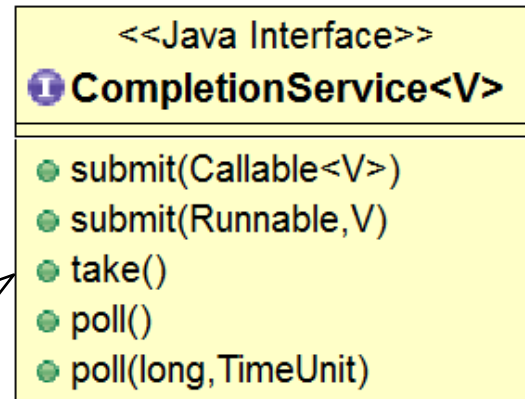 <<Java Interface>>
I CompletionService<V>
submit(Callable<V>)
submit(Runnable,V)
take()
poll()
poll(long,TimeUnit)